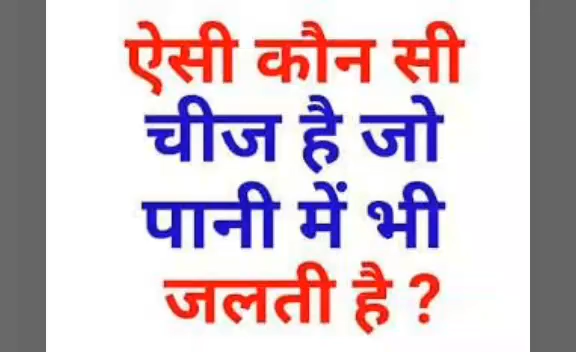 ऐसी कौन सी
चीज है जो
पानी में भी
जलती है ?